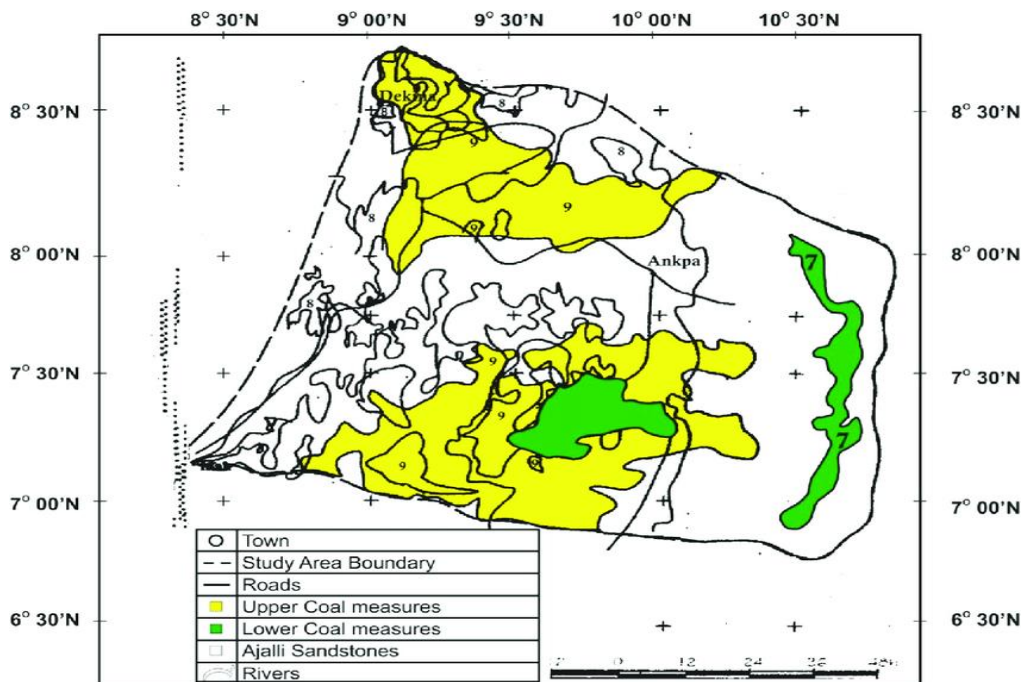 8° 30'N 9° 00'N 9° 30'N 10° 00'N 10° 30'N
8° 30'N 8° 30'N
Dekina
8
8
9
8
8
9
9
8° 00'N 8° 00'N
Ankpa
7
8
7° 30'N 7° 30'N
9
9
7
9
9
7° 00'N 7° 00'N
Town
Study Area Boundary
Roads
Upper Coal measures
Lower Coal measures
Ajalli Sandstones
Rivers
6° 30'N 6° 30'N
0 12 24 36